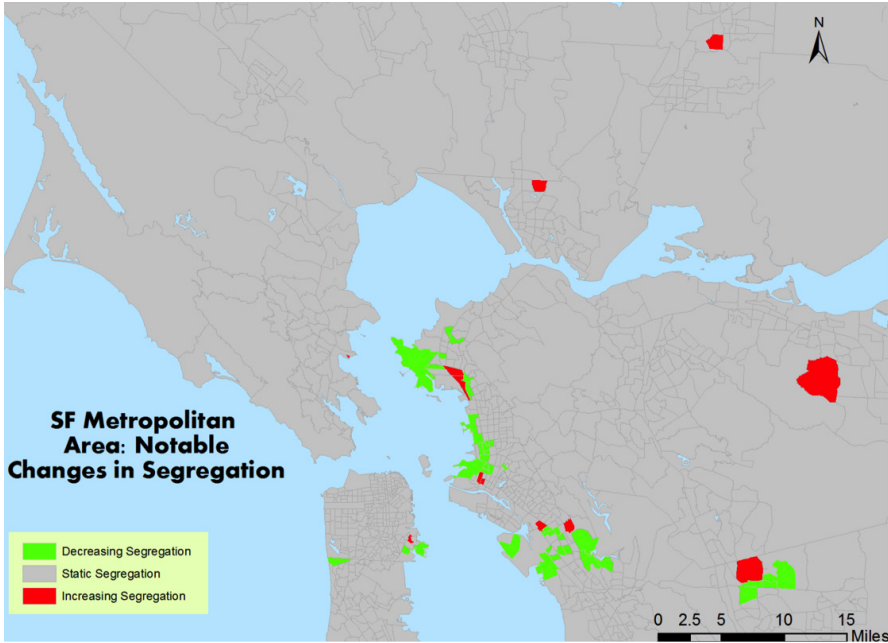 N
SF Metropolitan
Area: Notable
Changes in Segregation
Decreasing Segregation
Static Segregation
Increasing Segregation
0 2.5 5 10 15
Miles